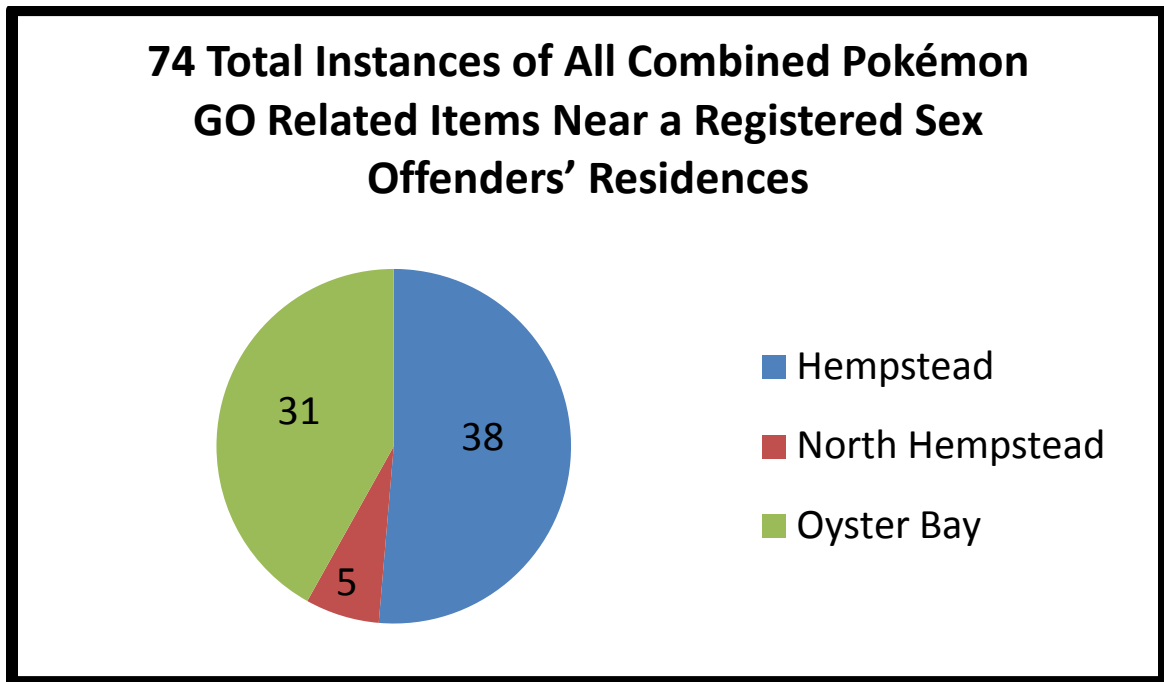 74 Total Instances of All Combined Pokémon
GO Related Items Near a Registered Sex
Offenders’ Residences
31
38
5
Hempstead
North Hempstead
Oyster Bay